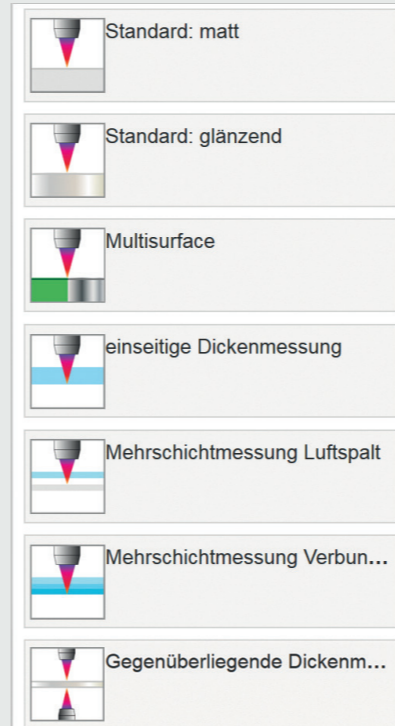 Standard: matt
Standard: glänzend
Multisurface
einseitige Dickenmessung
Mehrschichtmessung Luftspalt
Mehrschichtmessung Verbun...
Gegenüberliegende Dickenm...